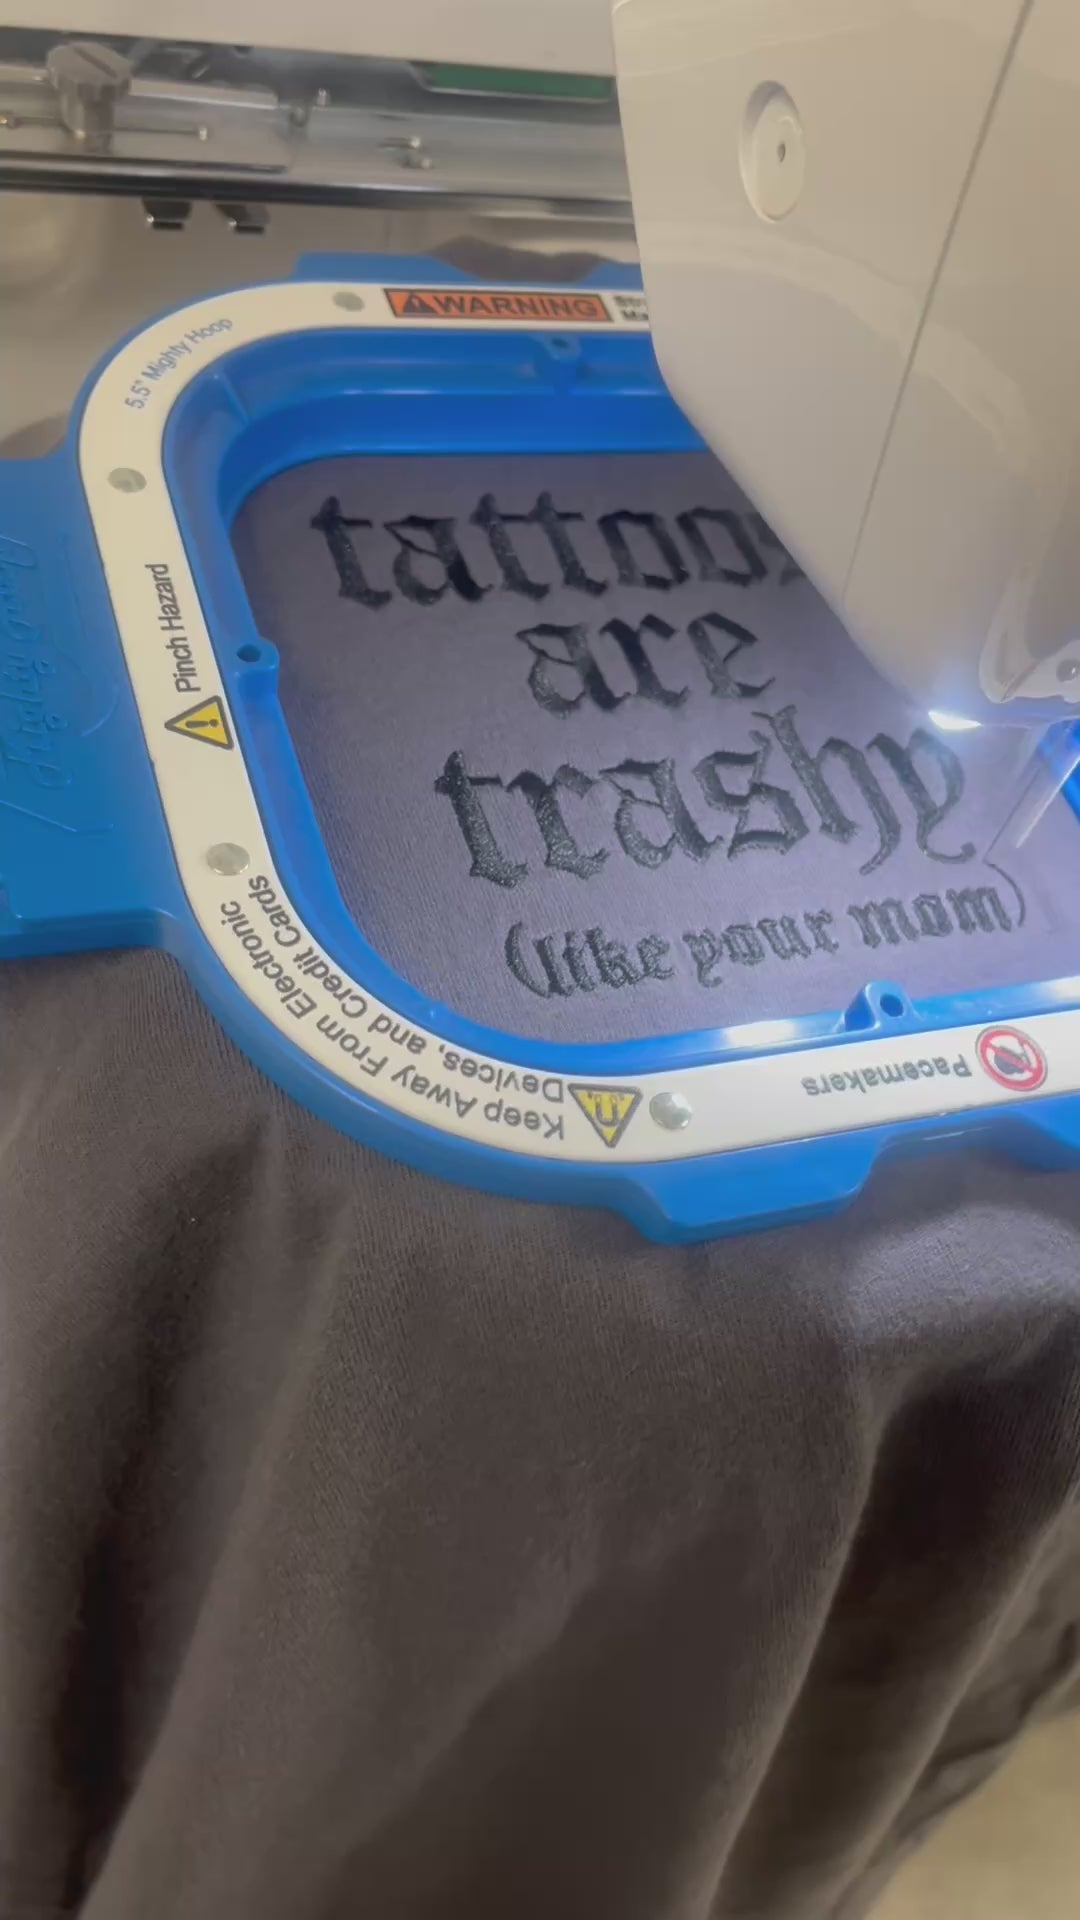 WARNING
5.5" Mighty Hoop
Pinch Hazard
tattoos
are
trashy
(like your mom)
Keep Away From Electronic
Devices, and Credit Cards
Pacemakers